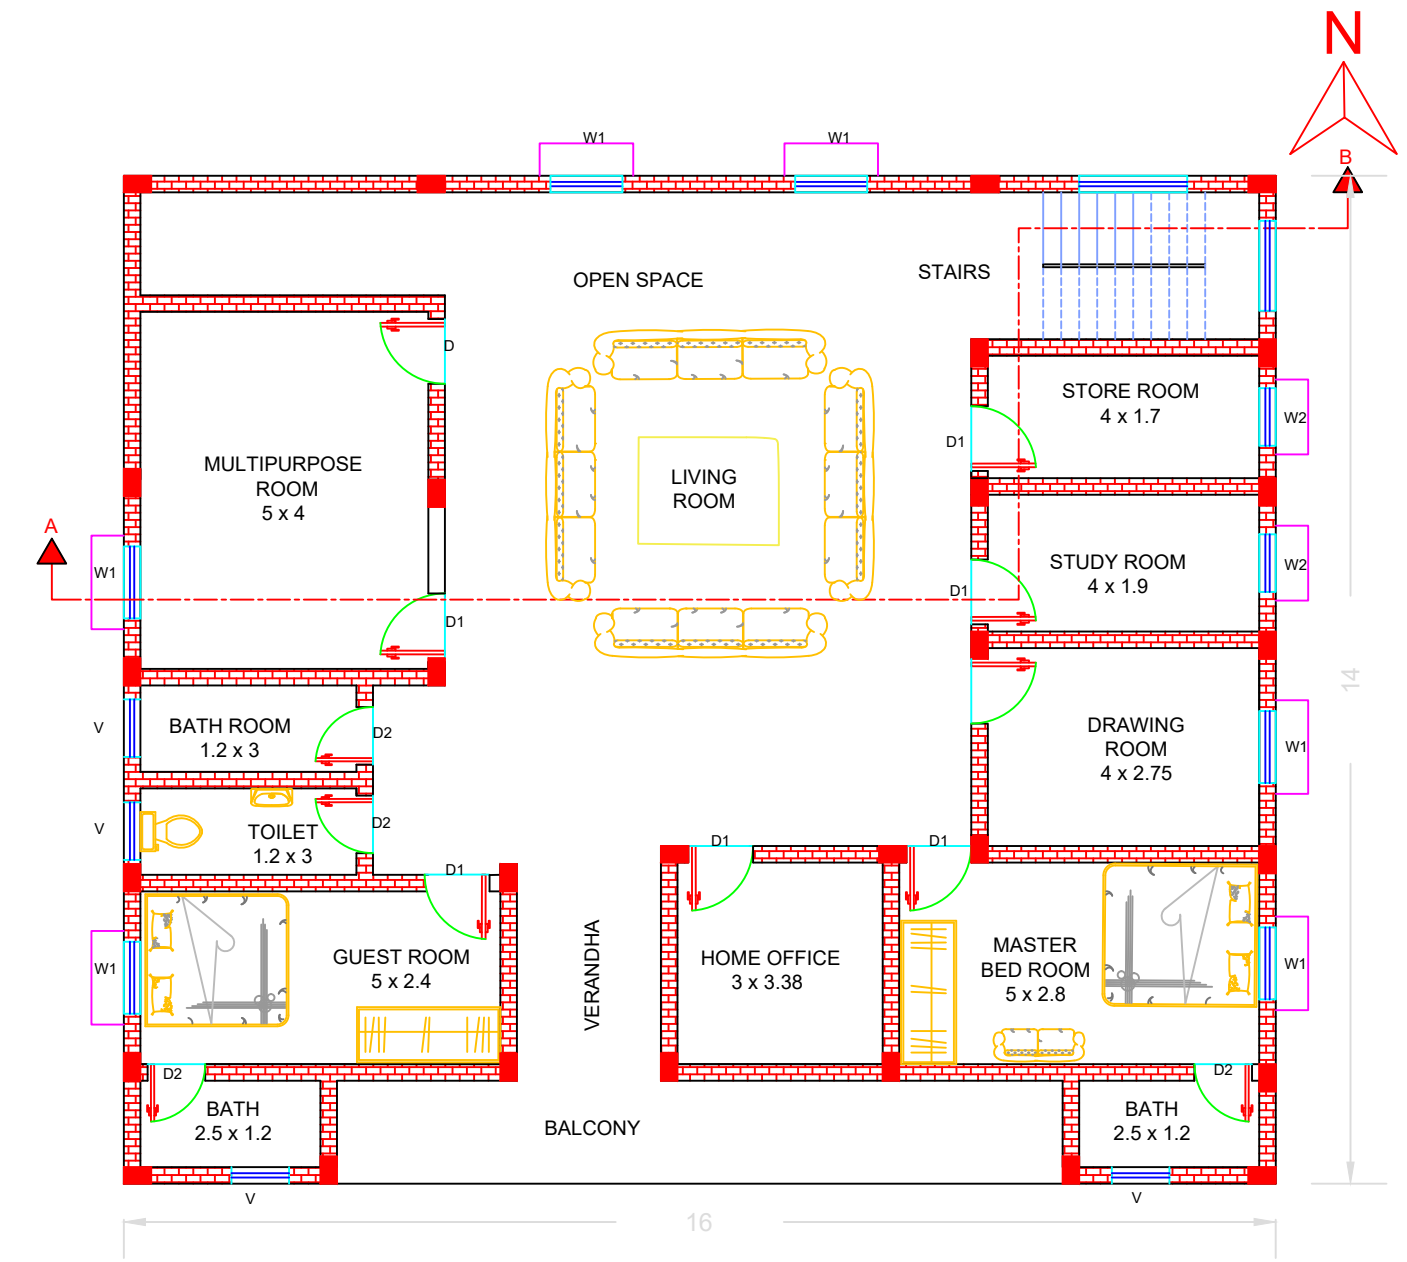 N
W1
W1
B
STAIRS
OPEN SPACE
D
STORE ROOM
4 x 1.7
W2
D1
MULTIPURPOSE
ROOM
5 x 4
LIVING
ROOM
A
W1
STUDY ROOM
4 x 1.9
W2
D1
D1
14
BATH ROOM
1.2 x 3
V
D2
DRAWING
ROOM
4 x 2.75
W1
TOILET
1.2 x 3
V
D2
D1
D1
D1
GUEST ROOM
5 x 2.4
W1
VERANDHA
HOME OFFICE
3 x 3.38
MASTER
BED ROOM
5 x 2.8
W1
D2
D2
BATH
2.5 x 1.2
BALCONY
BATH
2.5 x 1.2
V
V
16